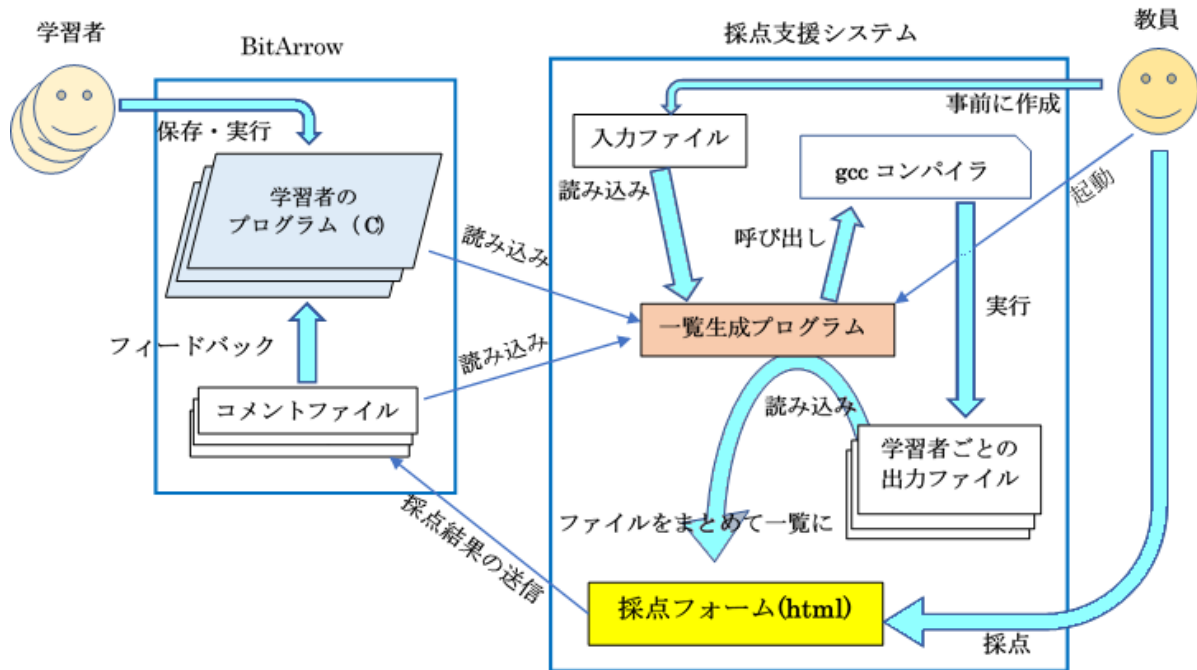 学習者
BitArrow
採点支援システム
教員
保存・実行
事前に作成
入力ファイル
gcc コンパイラ
読み込み
起動
学習者の
プログラム（C）
読み込み
呼び出し
一覧生成プログラム
実行
フィードバック
読み込み
コメントファイル
読み込み
学習者ごとの
出力ファイル
採点結果の送信
ファイルをまとめて一覧に
採点フォーム(html)
採点